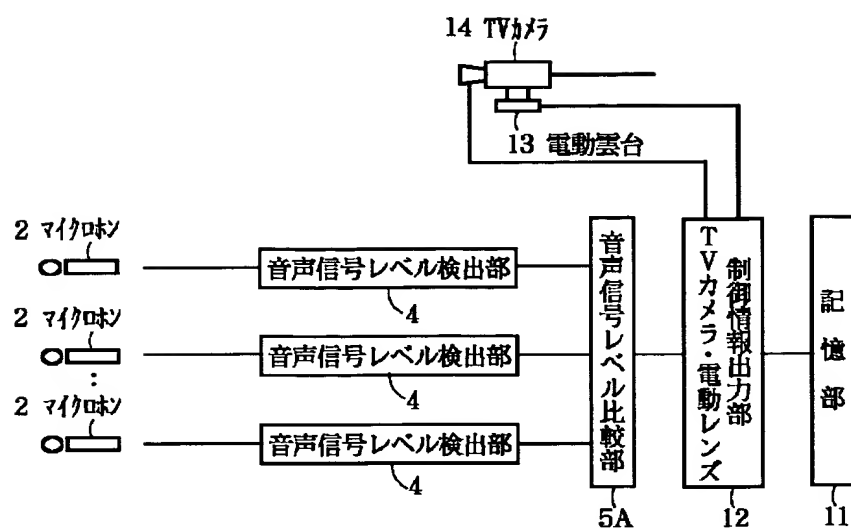 14 TVカメラ
13 電動雲台
2 マイクロホン
音声信号レベル検出部
4
2 マイクロホン
音声信号レベル検出部
4
2 マイクロホン
音声信号レベル検出部
4
音声信号レベル比較部
5A
TVカメラ・電動レンズ
制御情報出力部
12
記憶部
11